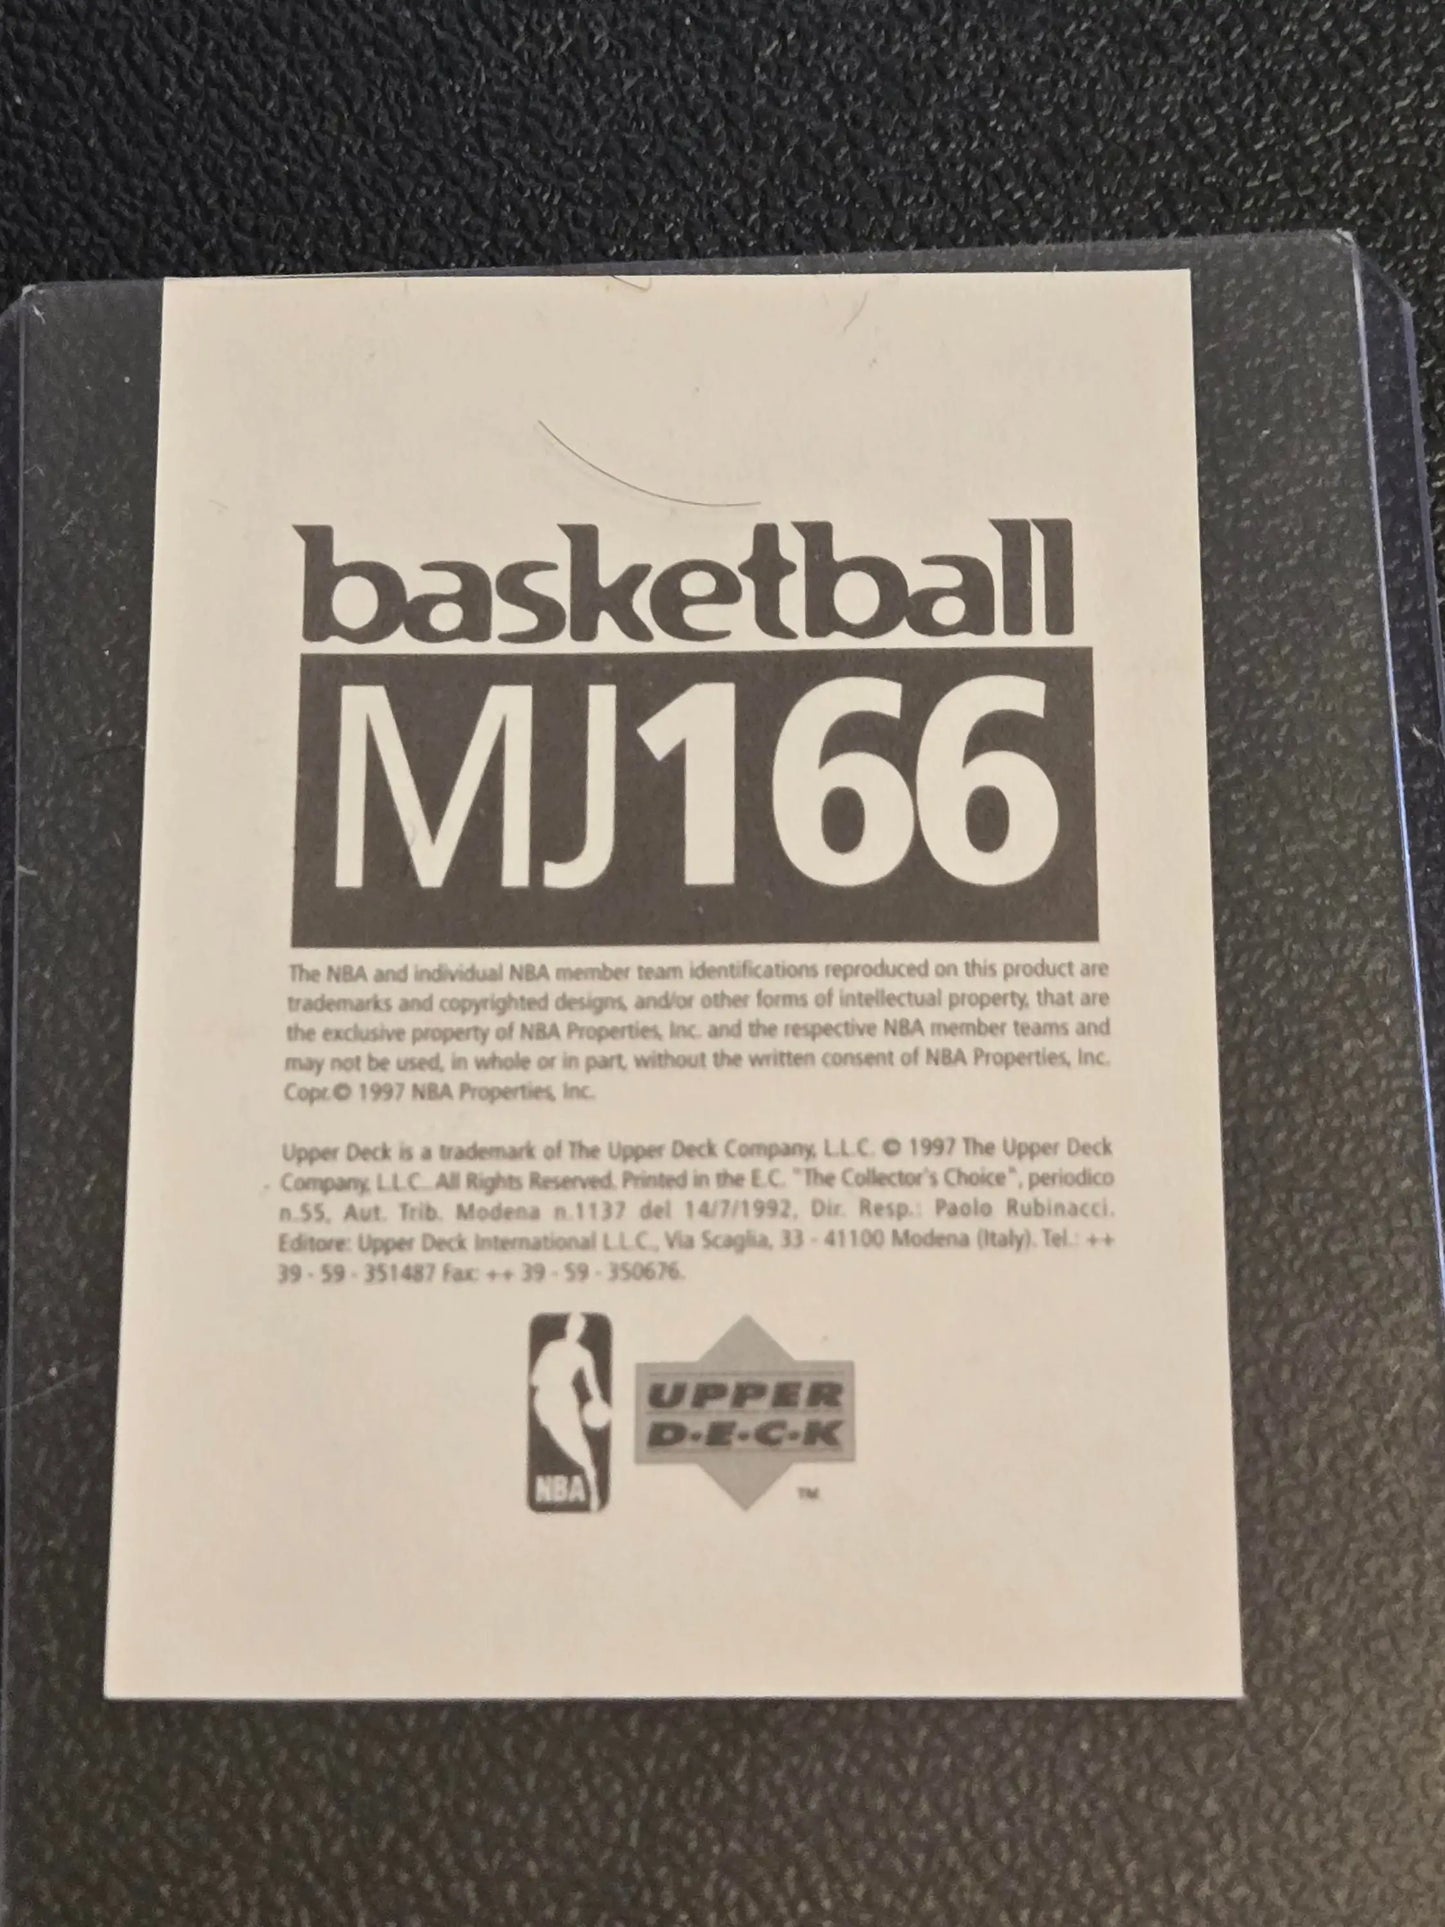 basketball
MJ166
The NBA and individual NBA member team identifications reproduced on this product are
trademarks and copyrighted designs, and/or other forms of intellectual property, that are
the exclusive property of NBA Properties, Inc. and the respective NBA member teams and
may not be used, in whole or in part, without the written consent of NBA Properties, Inc.
Copr.© 1997 NBA Properties, Inc.
Upper Deck is a trademark of The Upper Deck Company, L.L.C. © 1997 The Upper Deck
Company, L.L.C. All Rights Reserved. Printed in the E.C. "The Collector's Choice", periodico
n.55, Aut. Trib. Modena n.1137 del 14/7/1992, Dir. Resp.: Paolo Rubinacci.
Editore: Upper Deck International L.L.C., Via Scaglia, 33 - 41100 Modena (Italy). Tel.: ++
39 - 59 - 351487 Fax: ++ 39 - 59 - 350676.
NBA
UPPER
D·E·C·K
TM